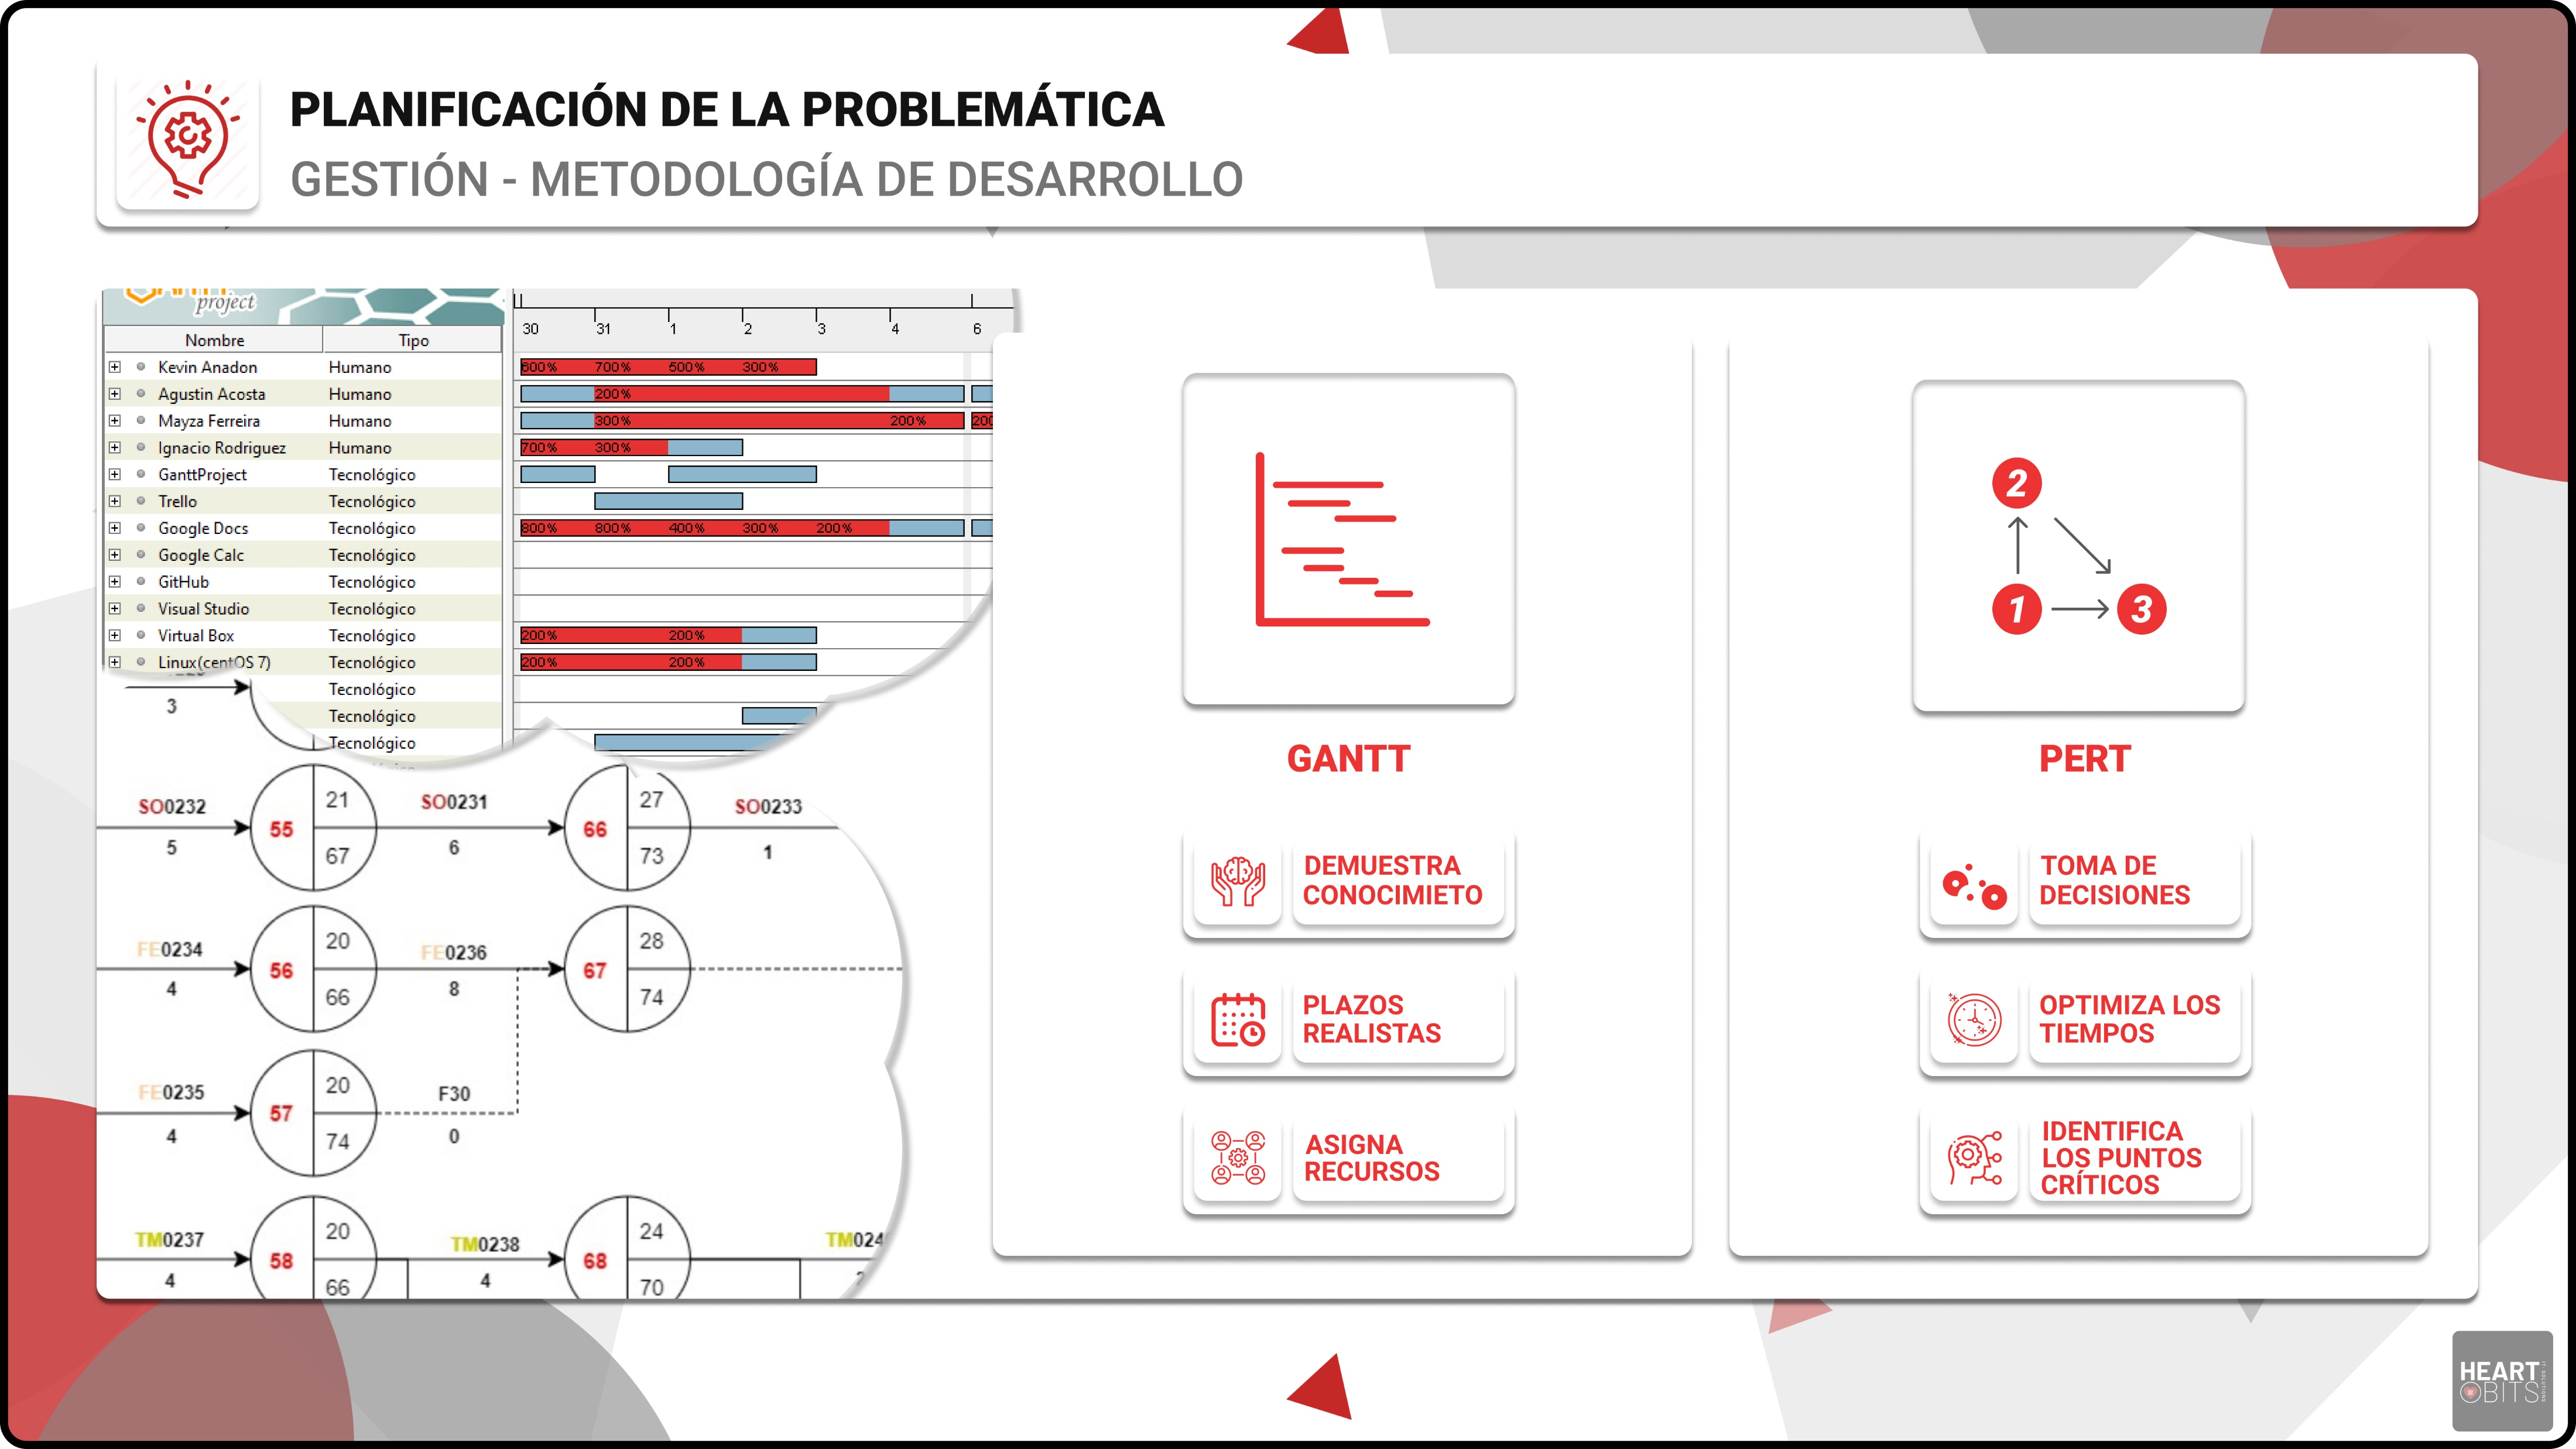 PLANIFICACIÓN DE LA PROBLEMÁTICA
GESTIÓN - METODOLOGÍA DE DESARROLLO
project
Nombre Tipo
30 31 1 2 3 4 6
Kevin Anadon Humano 600% 700% 500% 300%
Agustin Acosta Humano 200%
Mayza Ferreira Humano 300% 200% 200
Ignacio Rodriguez Humano 700% 300%
GanttProject Tecnológico
Trello Tecnológico
Google Docs Tecnológico 800% 800% 400% 300% 200%
Google Calc Tecnológico
GitHub Tecnológico
Visual Studio Tecnológico
Virtual Box Tecnológico 200% 200%
Linux(centOS 7) Tecnológico 200% 200%
Tecnológico
Tecnológico
Tecnológico
3
SO0232 5 55 21 67 SO0231 6 66 27 73 SO0233 1
FE0234 4 56 20 66 FE0236 8 67 28 74
FE0235 4 57 20 74 F30 0
TM0237 4 58 20 66 TM0238 4 68 24 70 TM024
GANTT
DEMUESTRA
CONOCIMIETO
PLAZOS
REALISTAS
ASIGNA
RECURSOS
2
1 3
PERT
TOMA DE
DECISIONES
OPTIMIZA LOS
TIEMPOS
IDENTIFICA
LOS PUNTOS
CRÍTICOS
HEART
BITS